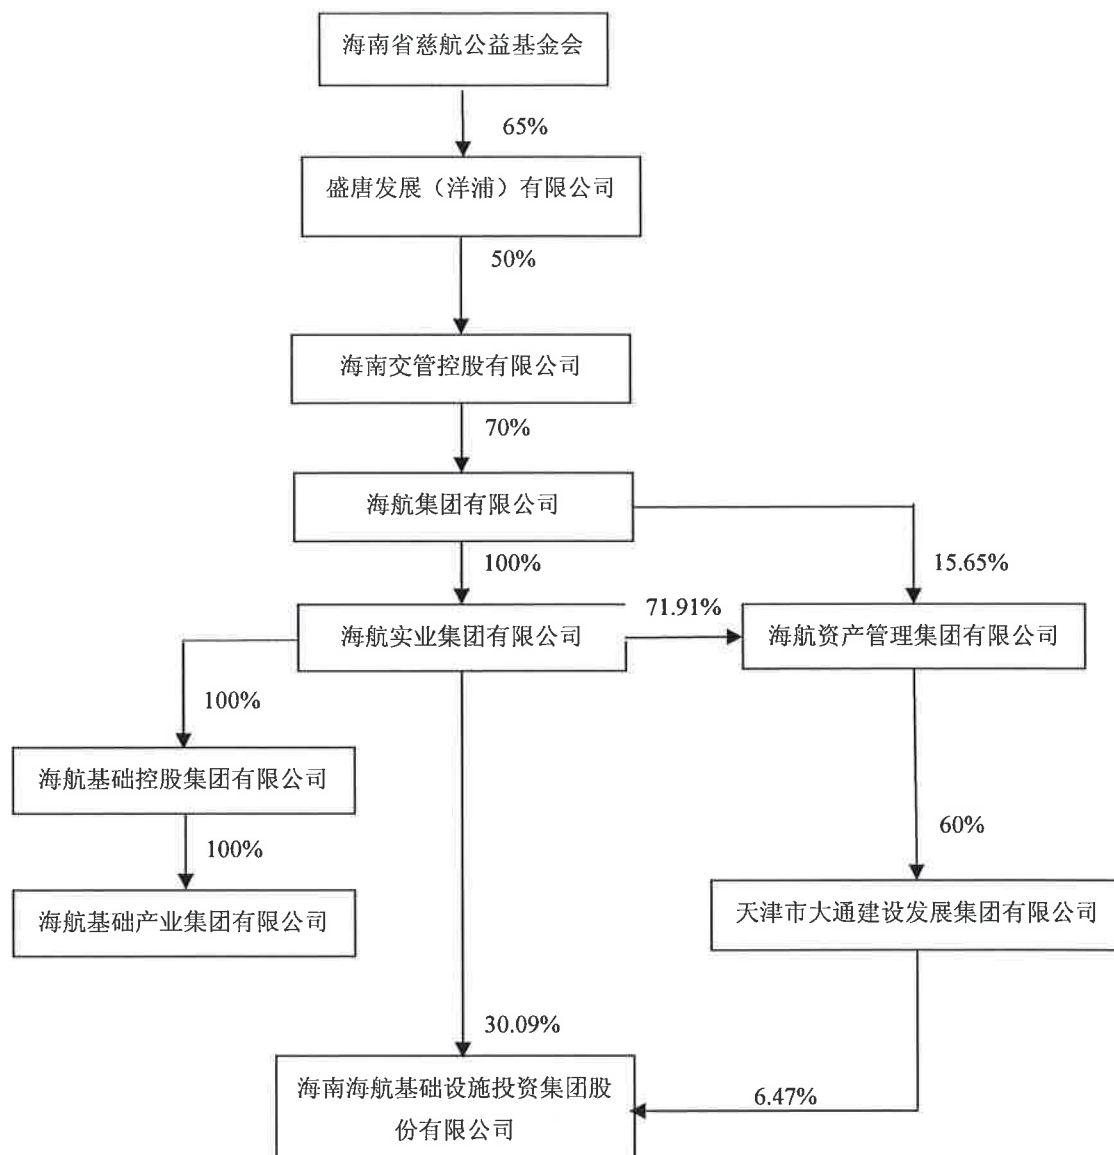 海南省慈航公益基金会
65%
盛唐发展（洋浦）有限公司
50%
海南交管控股有限公司
70%
海航集团有限公司
100%
15.65%
71.91%
海航实业集团有限公司
海航资产管理集团有限公司
100%
海航基础控股集团有限公司
60%
100%
海航基础产业集团有限公司
天津市大通建设发展集团有限公司
30.09%
海南海航基础设施投资集团股
份有限公司
6.47%